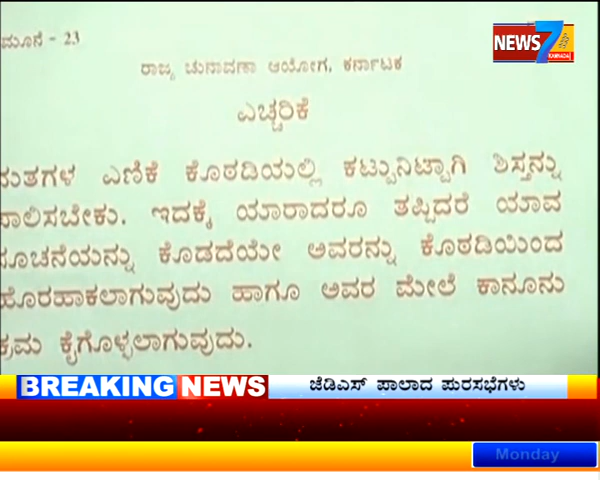 ಮೂನೆ - 23
NEWS 7
ರಾಜ್ಯ ಚುನಾವಣಾ ಆಯೋಗ, ಕರ್ನಾಟಕ
ಎಚ್ಚರಿಕೆ
ಮತಗಳ ಎಣಿಕೆ ಕೊಠಡಿಯಲ್ಲಿ ಕಟ್ಟುನಿಟ್ಟಾಗಿ ಶಿಸ್ತನ್ನು
ಪಾಲಿಸಬೇಕು. ಇದಕ್ಕೆ ಯಾರಾದರೂ ತಪ್ಪಿದರೆ ಯಾವ
ಸೂಚನೆಯನ್ನು ಕೊಡದೆಯೇ ಅವರನ್ನು ಕೊಠಡಿಯಿಂದ
ಹೊರಹಾಕಲಾಗುವುದು ಹಾಗೂ ಅವರ ಮೇಲೆ ಕಾನೂನು
ಕ್ರಮ ಕೈಗೊಳ್ಳಲಾಗುವುದು.
BREAKING NEWS ಜೆಡಿಎಸ್ ಪಾಲಾದ ಪುರಸಭೆಗಳು
Monday